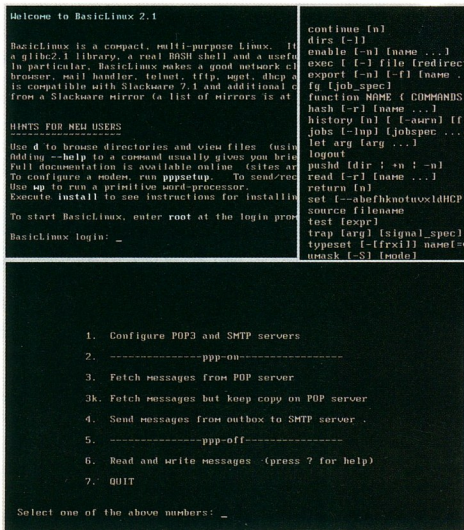 Welcome to BasicLinux 2.1
BasicLinux is a compact, multi-purpose Linux. It
a glibc2.1 library, a real BASH shell and a usefu
In particular, BasicLinux makes a good network cl
browser, mail handler, telnet, tftp, wget, dhcp a
is compatible with Slackware 7.1 and additional c
from a Slackware Mirror (a list of mirrors is at
HINTS FOR NEW USERS
-------------------
Use d to browse directories and view files (usin
Adding --help to a command usually gives you brie
Full documentation is available online (sites ar
To configure a modem, run pppsetup. To send/rec
Use wp to run a primitive word-processor.
Execute install to see instructions for installin
To start BasicLinux, enter root at the login prom
BasicLinux login: _
continue [n]
dirs [-l]
enable [-n] [name ...]
exec [ [-] file [redirect
export [-n] [-f] [name .
fg [job_spec]
function NAME { COMMANDS
hash [-r] [name ...]
history [n] [ [-awrn] [f
jobs [-lnp] [jobspec ...
let arg [arg ...]
logout
pushd [dir ¦ +n ¦ -n]
read [-r] [name ...]
return [n]
set [--abefhknotuvxldHCP
source filename
test [expr]
trap [arg] [signal_spec]
typeset [-[frxi]] name[=
umask [-S] [mode]
1. Configure POP3 and SMTP servers
2. ---------------ppp-on-----------------
3. Fetch messages from POP server
3k. Fetch messages but keep copy on POP server
4. Send messages from outbox to SMTP server .
5. ---------------ppp-off----------------
6. Read and write messages (press ? for help)
7. QUIT
Select one of the above numbers: _